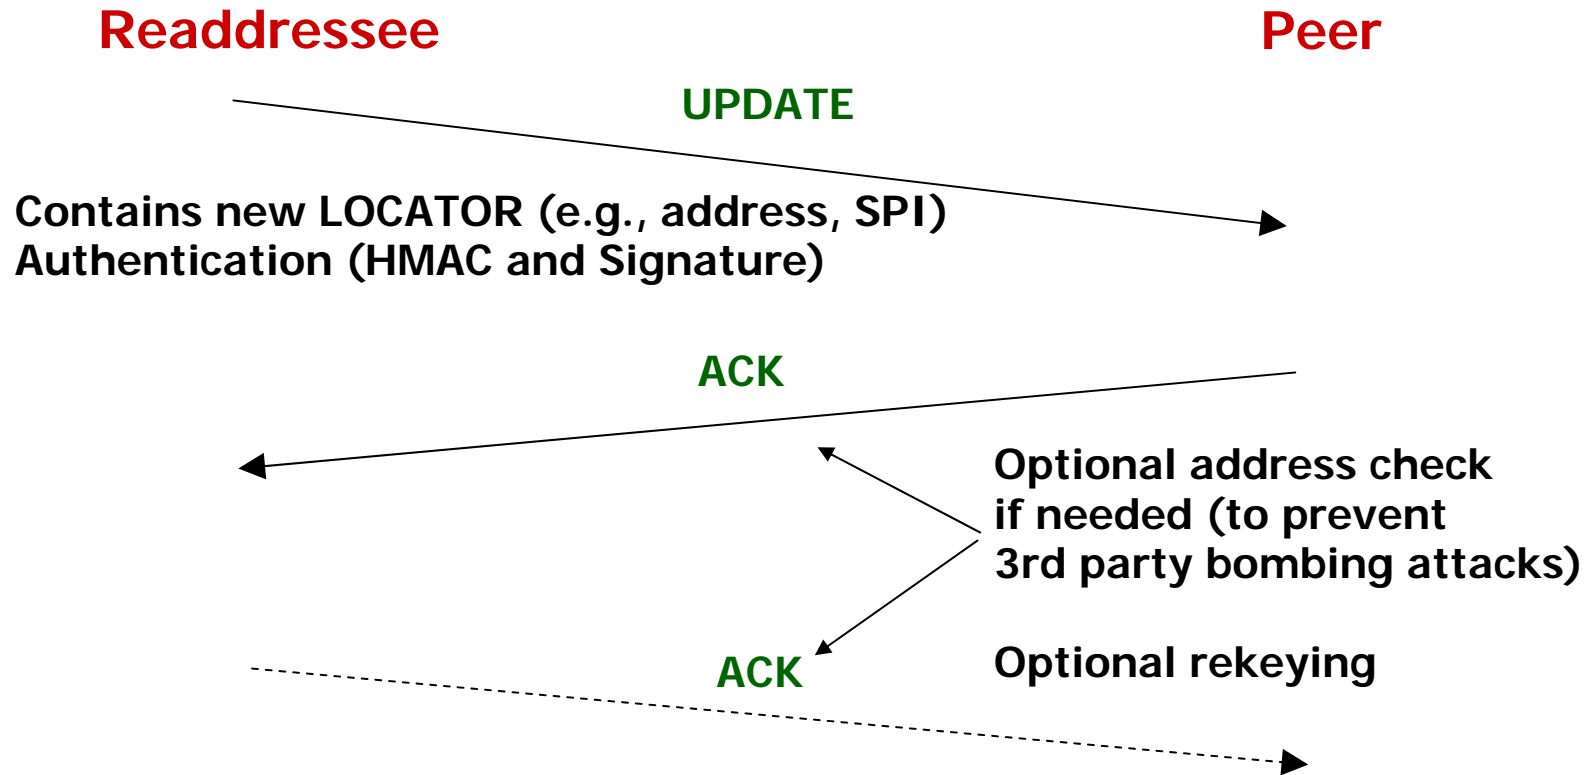 Readdressee
Peer
UPDATE
Contains new LOCATOR (e.g., address, SPI)
Authentication (HMAC and Signature)
ACK
Optional address check
if needed (to prevent
3rd party bombing attacks)
ACK
Optional rekeying